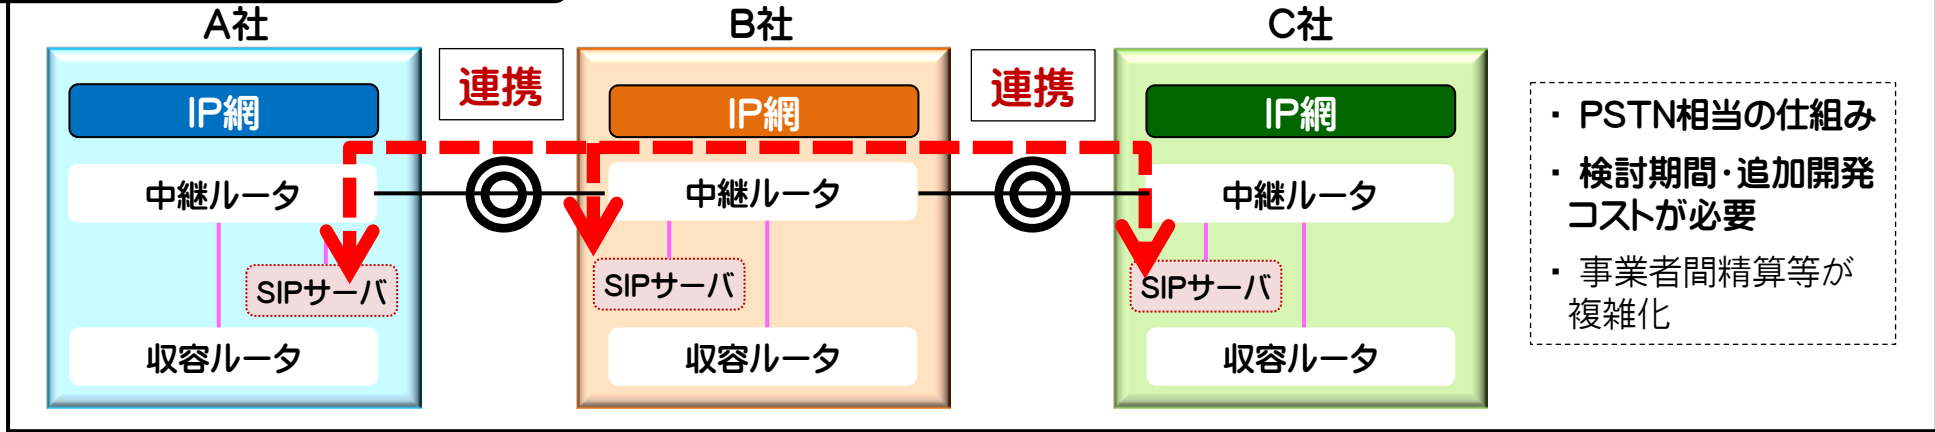 A社
B社
C社
連携
連携
IP網
IP網
IP網
中継ルータ
中継ルータ
中継ルータ
SIPサーバ
SIPサーバ
SIPサーバ
収容ルータ
収容ルータ
収容ルータ
・ PSTN相当の仕組み
・ 検討期間・追加開発
コストが必要
・ 事業者間精算等が
複雑化